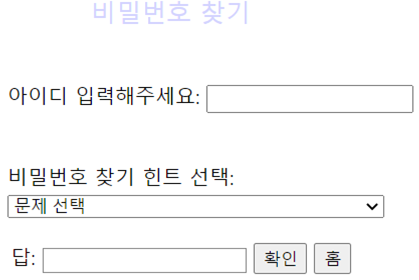 비밀번호 찾기
아이디 입력해주세요:
비밀번호 찾기 힌트 선택:
문제 선택
답: 확인 홈